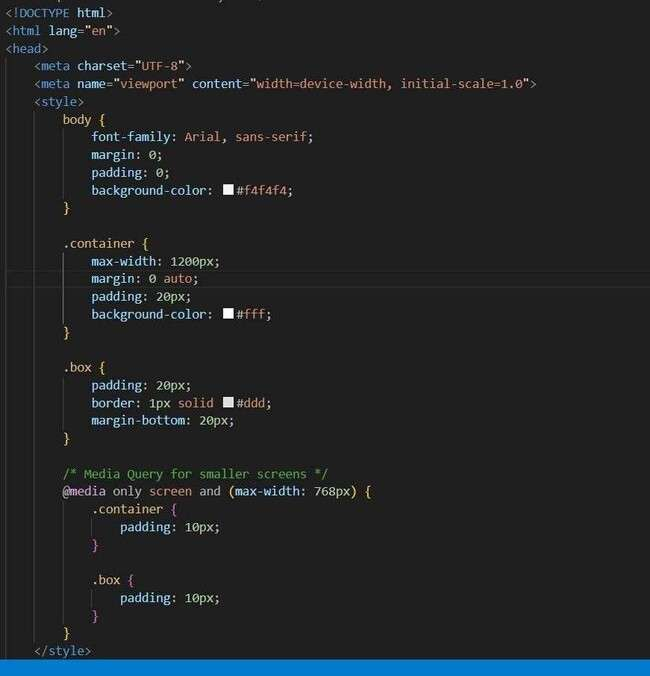 <!DOCTYPE html>
<html lang="en">
<head>
    <meta charset="UTF-8">
    <meta name="viewport" content="width=device-width, initial-scale=1.0">
    <style>
        body {
            font-family: Arial, sans-serif;
            margin: 0;
            padding: 0;
            background-color: #f4f4f4;
        }

        .container {
            max-width: 1200px;
            margin: 0 auto;
            padding: 20px;
            background-color: #fff;
        }

        .box {
            padding: 20px;
            border: 1px solid #ddd;
            margin-bottom: 20px;
        }

        /* Media Query for smaller screens */
        @media only screen and (max-width: 768px) {
            .container {
                padding: 10px;
            }

            .box {
                padding: 10px;
            }
        }
    </style>